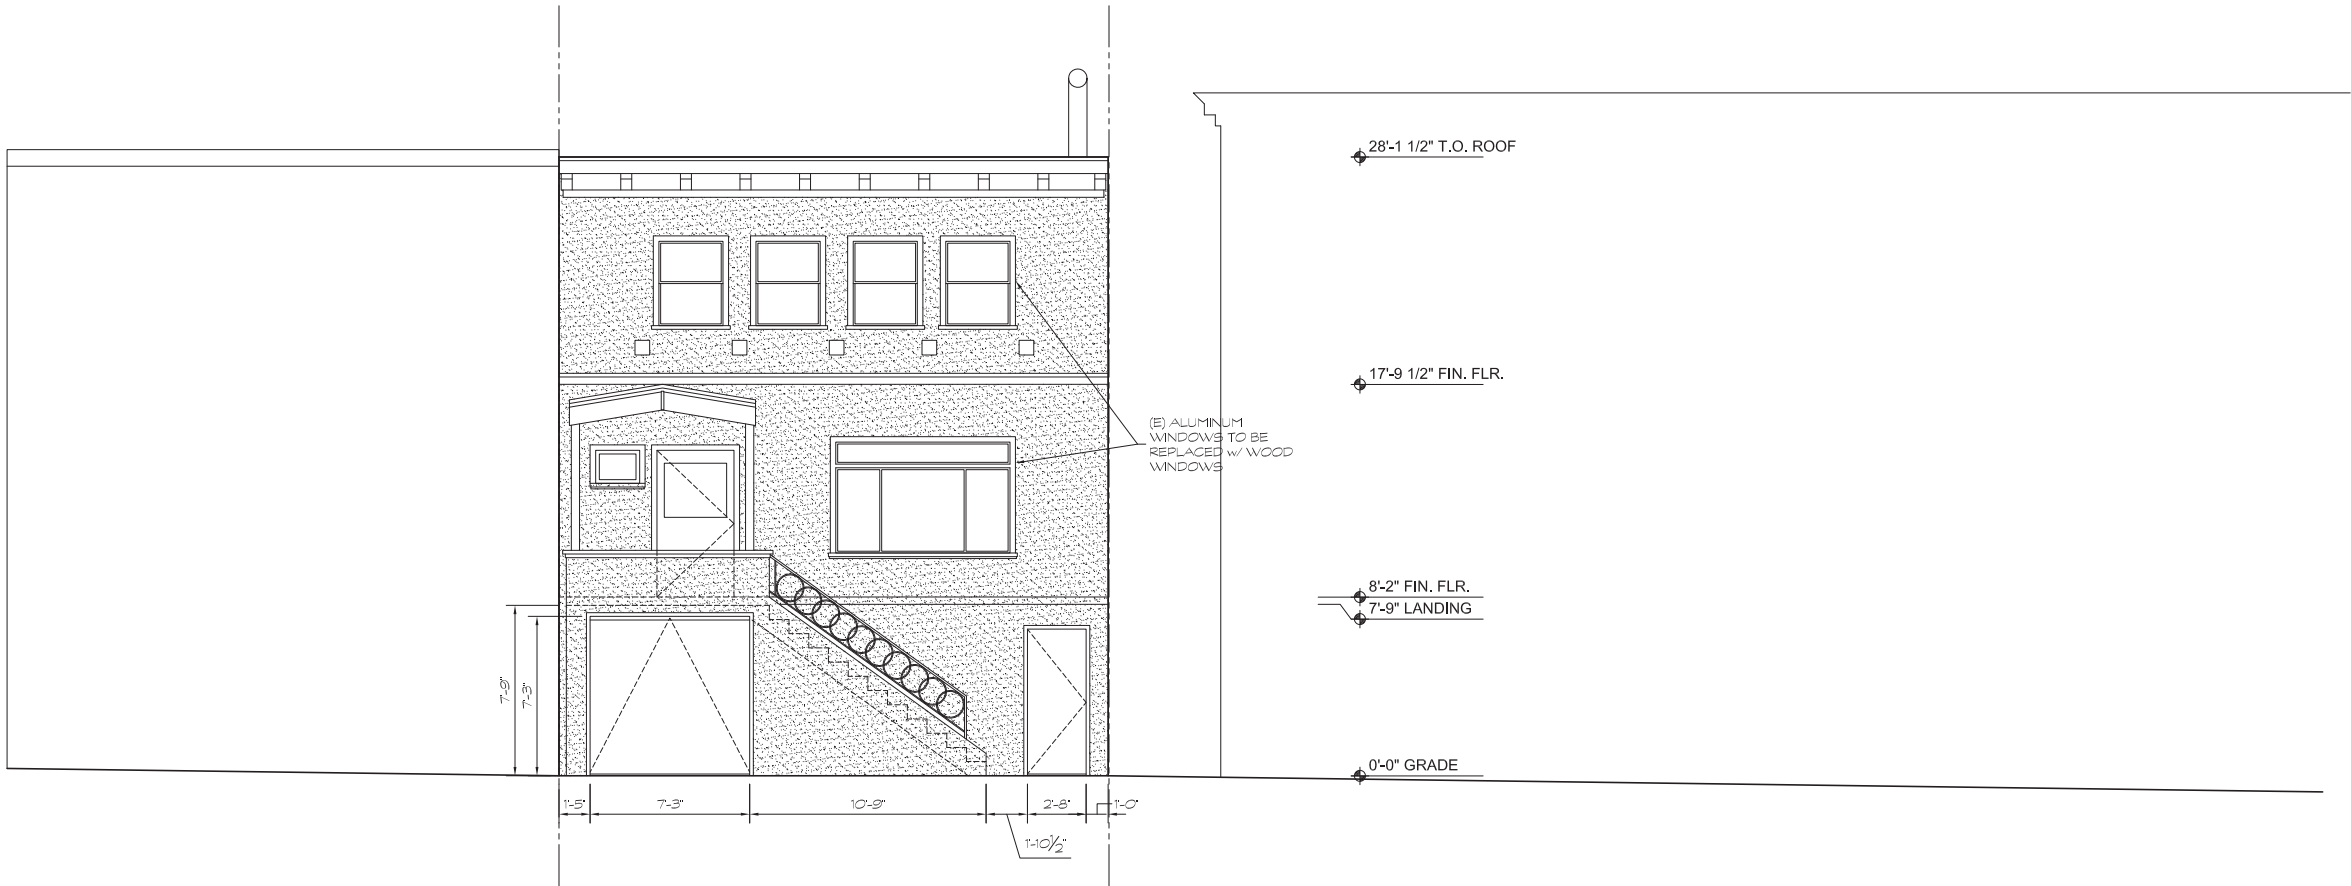 28'-1 1/2" T.O. ROOF
17'-9 1/2" FIN. FLR.
(E) ALUMINUM
WINDOWS TO BE
REPLACED w/ WOOD
WINDOWS
8'-2" FIN. FLR.
7'-9" LANDING
7'-9"
7'-3"
0'-0" GRADE
1'-5"
7'-3"
10'-9"
2'-8"
1'-0"
1'-10½"